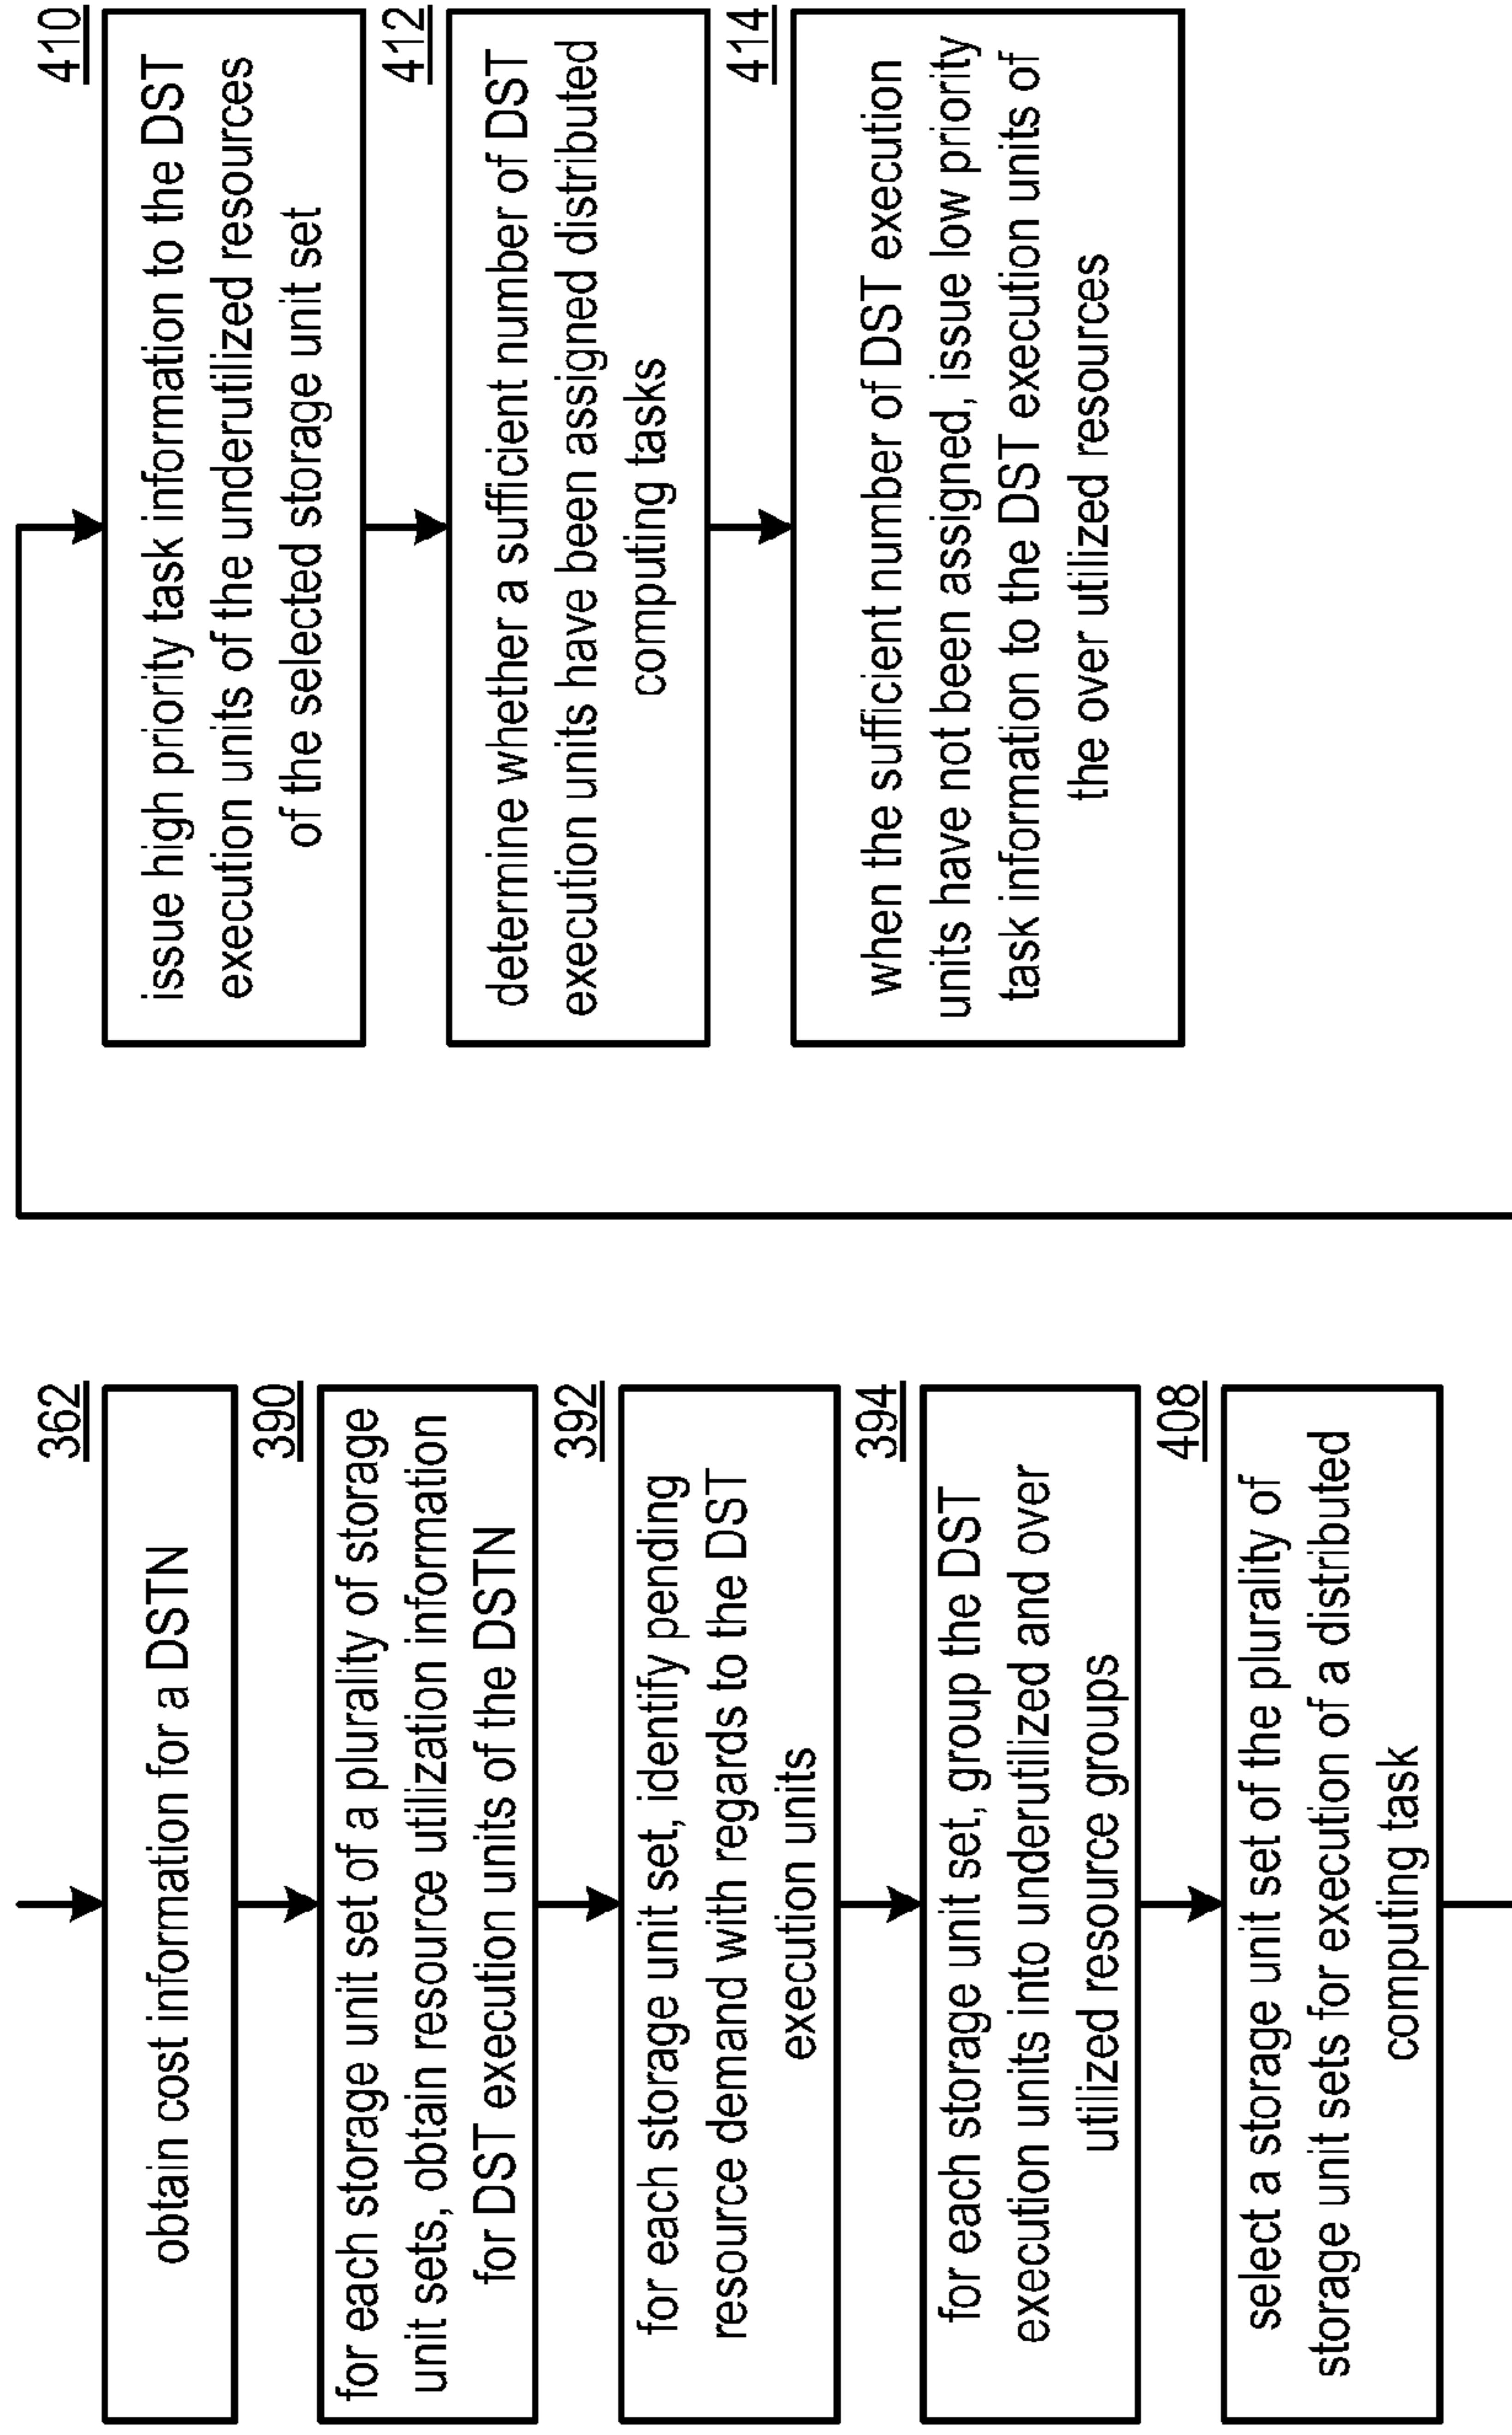 362
obtain cost information for a DSTN
390
for each storage unit set of a plurality of storage
unit sets, obtain resource utilization information
for DST execution units of the DSTN
392
for each storage unit set, identify pending
resource demand with regards to the DST
execution units
394
for each storage unit set, group the DST
execution units into underutilized and over
utilized resource groups
408
select a storage unit set of the plurality of
storage unit sets for execution of a distributed
computing task
410
issue high priority task information to the DST
execution units of the underutilized resources
of the selected storage unit set
412
determine whether a sufficient number of DST
execution units have been assigned distributed
computing tasks
414
when the sufficient number of DST execution
units have not been assigned, issue low priority
task information to the DST execution units of
the over utilized resources